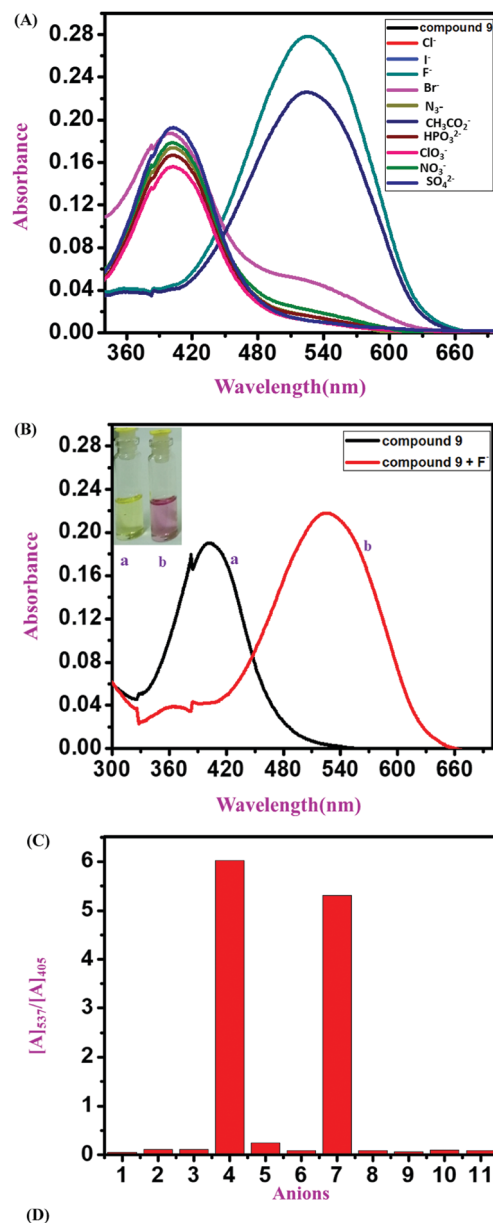 (A)
0.28
0.24
0.20
0.16
0.12
0.08
0.04
0.00
Absorbance
compound 9
Cl-
I-
F-
Br-
N3-
CH3CO2-
HPO3 2-
ClO3-
NO3-
SO4 2-
360 420 480 540 600 660
Wavelength(nm)
(B)
0.28
0.24
0.20
0.16
0.12
0.08
0.04
0.00
Absorbance
compound 9
compound 9 + F-
a b
a
b
300 360 420 480 540 600 660
Wavelength(nm)
(C)
6
5
4
3
2
1
0
[A]537/[A]405
1 2 3 4 5 6 7 8 9 10 11
Anions
(D)